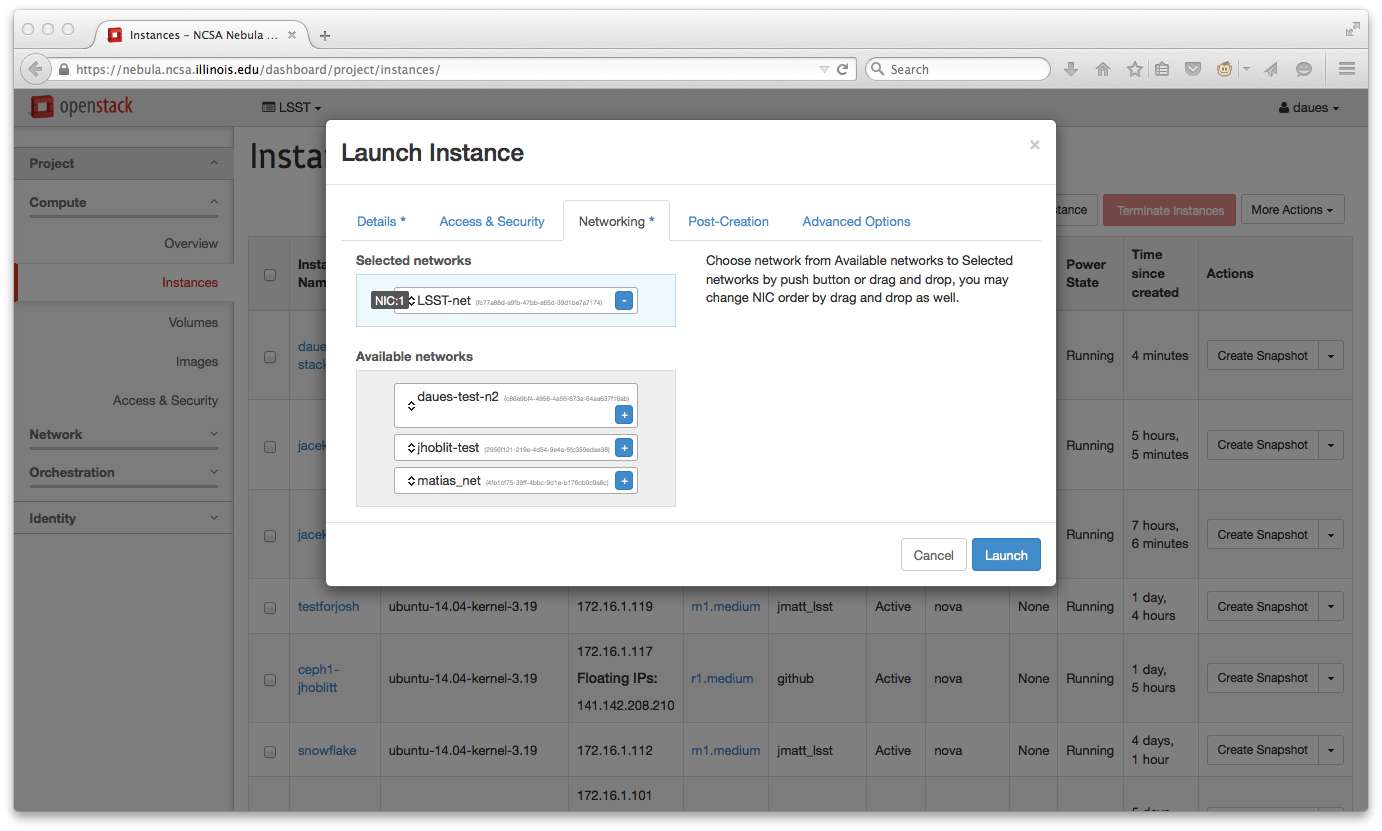 Instances – NCSA Nebula ...
https://nebula.ncsa.illinois.edu/dashboard/project/instances/
Search
openstack
LSST
daues
Project
Compute
Overview
Instances
Volumes
Images
Access & Security
Network
Orchestration
Identity
Insta
Launch Instance
×
Details *
Access & Security
Networking *
Post-Creation
Advanced Options
Selected networks
NIC:1
LSST-net (fc77a88d-a8fb-47bb-a65d-39d1be7a7174)
-
Available networks
daues-test-n2 (c86e9bf4-4956-4a56-873a-64aa637f16ab)
+
jhoblit-test (2956f121-219e-4d54-9e4a-5fc359edae38)
+
matias_net (4fb1cf75-39ff-4bbc-9d1e-b176cb0c9a8c)
+
Choose network from Available networks to Selected
networks by push button or drag and drop, you may
change NIC order by drag and drop as well.
Cancel
Launch
tance
Terminate Instances
More Actions
Insta
Nam
Power
State
Time
since
created
Actions
daue
stack
Running
4 minutes
Create Snapshot
jacek
Running
5 hours,
5 minutes
Create Snapshot
jacek
Running
7 hours,
6 minutes
Create Snapshot
testforjosh
ubuntu-14.04-kernel-3.19
172.16.1.119
m1.medium
jmatt_lsst
Active
nova
None
Running
1 day,
4 hours
Create Snapshot
ceph1-
jhoblitt
ubuntu-14.04-kernel-3.19
172.16.1.117
Floating IPs:
141.142.208.210
r1.medium
github
Active
nova
None
Running
1 day,
5 hours
Create Snapshot
snowflake
ubuntu-14.04-kernel-3.19
172.16.1.112
m1.medium
jmatt_lsst
Active
nova
None
Running
4 days,
1 hour
Create Snapshot
172.16.1.101